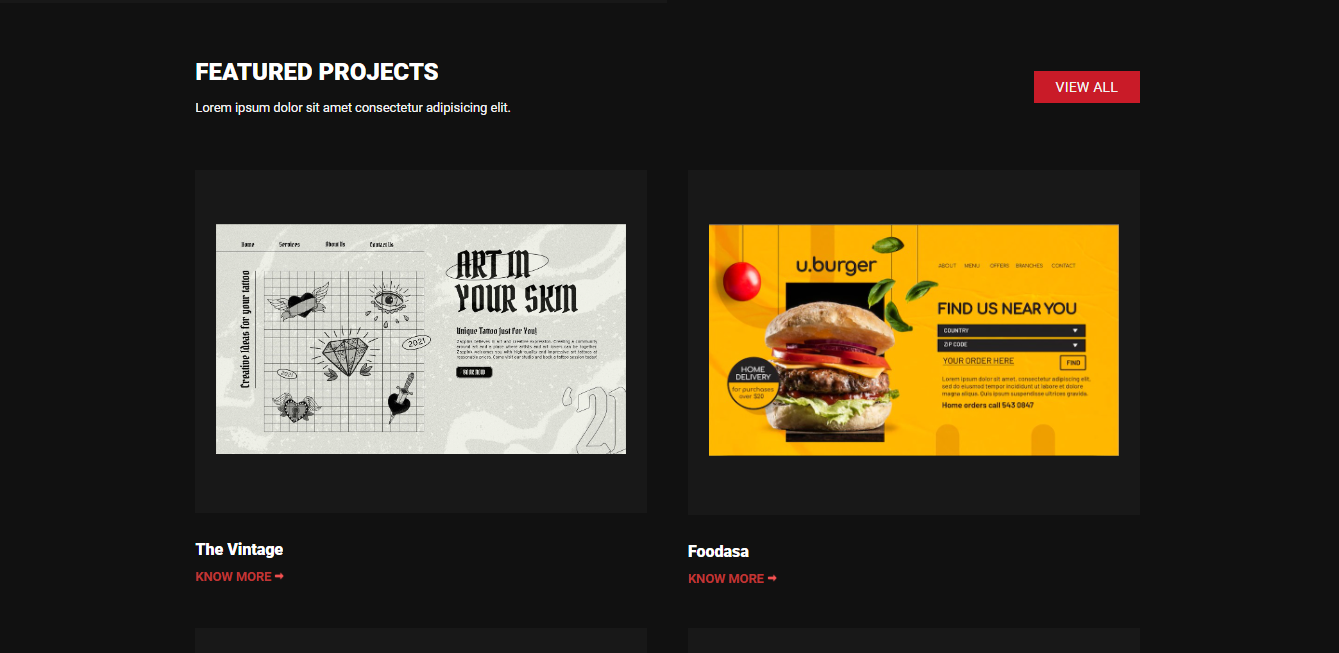 FEATURED PROJECTS
Lorem ipsum dolor sit amet consectetur adipisicing elit.
VIEW ALL
Home Services About Us Contact Us
Creative Ideas for your tattoo
2021
2021
ART IN
YOUR SKIN
Unique Tattoo just for You!
BOOK NOW
'21
u.burger
ABOUT MENU OFFERS BRANCHES CONTACT
FIND US NEAR YOU
COUNTRY
ZIP CODE
YOUR ORDER HERE
FIND
HOME
DELIVERY
for purchases
over $20
Lorem ipsum dolor sit amet, consectetur adipiscing elit,
sed do eiusmod tempor incididunt ut labore et dolore
magna aliqua. Quis ipsum suspendisse ultrices gravida.
Home orders call 543 0847
The Vintage
KNOW MORE
Foodasa
KNOW MORE